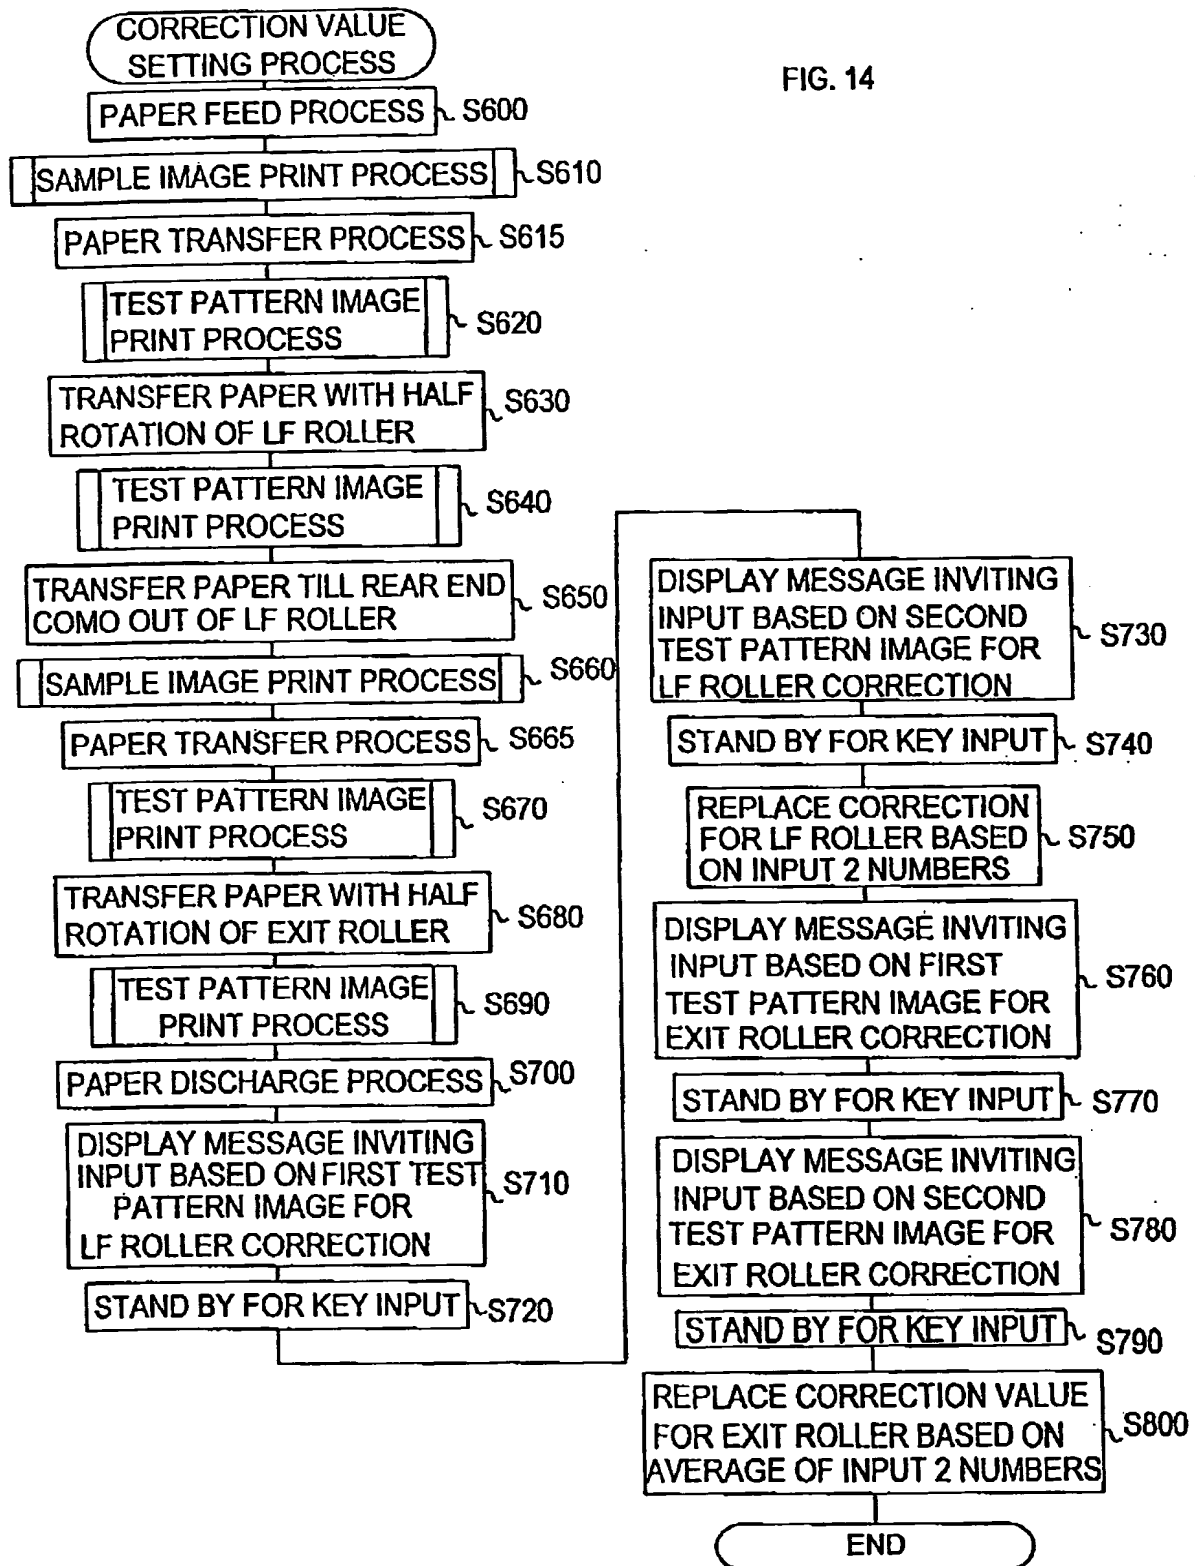 CORRECTION VALUE
SETTING PROCESS
FIG. 14
PAPER FEED PROCESS
S600
SAMPLE IMAGE PRINT PROCESS
S610
PAPER TRANSFER PROCESS
S615
TEST PATTERN IMAGE
PRINT PROCESS
S620
TRANSFER PAPER WITH HALF
ROTATION OF LF ROLLER
S630
TEST PATTERN IMAGE
PRINT PROCESS
S640
TRANSFER PAPER TILL REAR END
COMO OUT OF LF ROLLER
S650
SAMPLE IMAGE PRINT PROCESS
S660
PAPER TRANSFER PROCESS
S665
TEST PATTERN IMAGE
PRINT PROCESS
S670
TRANSFER PAPER WITH HALF
ROTATION OF EXIT ROLLER
S680
TEST PATTERN IMAGE
PRINT PROCESS
S690
PAPER DISCHARGE PROCESS
S700
DISPLAY MESSAGE INVITING
INPUT BASED ON FIRST TEST
PATTERN IMAGE FOR
LF ROLLER CORRECTION
S710
STAND BY FOR KEY INPUT
S720
DISPLAY MESSAGE INVITING
INPUT BASED ON SECOND
TEST PATTERN IMAGE FOR
LF ROLLER CORRECTION
S730
STAND BY FOR KEY INPUT
S740
REPLACE CORRECTION
FOR LF ROLLER BASED
ON INPUT 2 NUMBERS
S750
DISPLAY MESSAGE INVITING
INPUT BASED ON FIRST
TEST PATTERN IMAGE FOR
EXIT ROLLER CORRECTION
S760
STAND BY FOR KEY INPUT
S770
DISPLAY MESSAGE INVITING
INPUT BASED ON SECOND
TEST PATTERN IMAGE FOR
EXIT ROLLER CORRECTION
S780
STAND BY FOR KEY INPUT
S790
REPLACE CORRECTION VALUE
FOR EXIT ROLLER BASED ON
AVERAGE OF INPUT 2 NUMBERS
S800
END